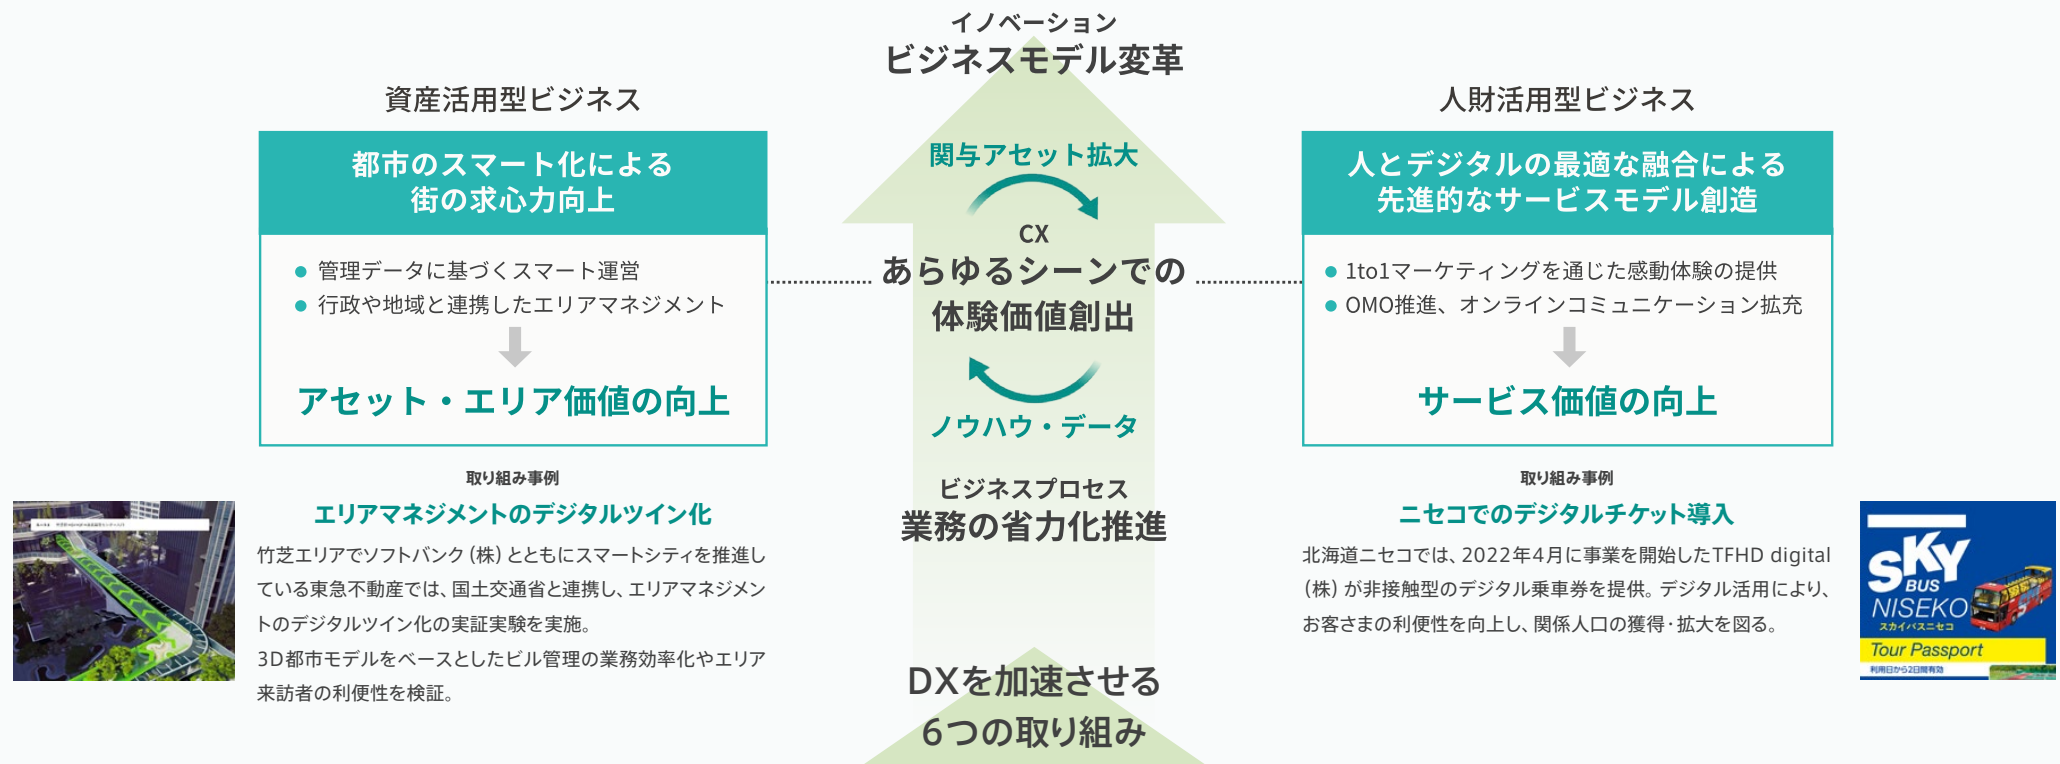 イノベーション
ビジネスモデル変革
資産活用型ビジネス
都市のスマート化による
街の求心力向上
● 管理データに基づくスマート運営
● 行政や地域と連携したエリアマネジメント
アセット・エリア価値の向上
取り組み事例
エリアマネジメントのデジタルツイン化
竹芝エリアでソフトバンク(株)とともにスマートシティを推進し
ている東急不動産では、国土交通省と連携し、エリアマネジメン
トのデジタルツイン化の実証実験を実施。
3D都市モデルをベースとしたビル管理の業務効率化やエリア
来訪者の利便性を検証。
関与アセット拡大
CX
あらゆるシーンでの
体験価値創出
ノウハウ・データ
ビジネスプロセス
業務の省力化推進
DXを加速させる
6つの取り組み
人財活用型ビジネス
人とデジタルの最適な融合による
先進的なサービスモデル創造
● 1to1マーケティングを通じた感動体験の提供
● OMO推進、オンラインコミュニケーション拡充
サービス価値の向上
取り組み事例
ニセコでのデジタルチケット導入
北海道ニセコでは、2022年4月に事業を開始したTFHD digital
(株)が非接触型のデジタル乗車券を提供。デジタル活用により、
お客さまの利便性を向上し、関係人口の獲得・拡大を図る。
SKY
BUS
NISEKO
スカイバスニセコ
Tour Passport
利用日から2日間有効